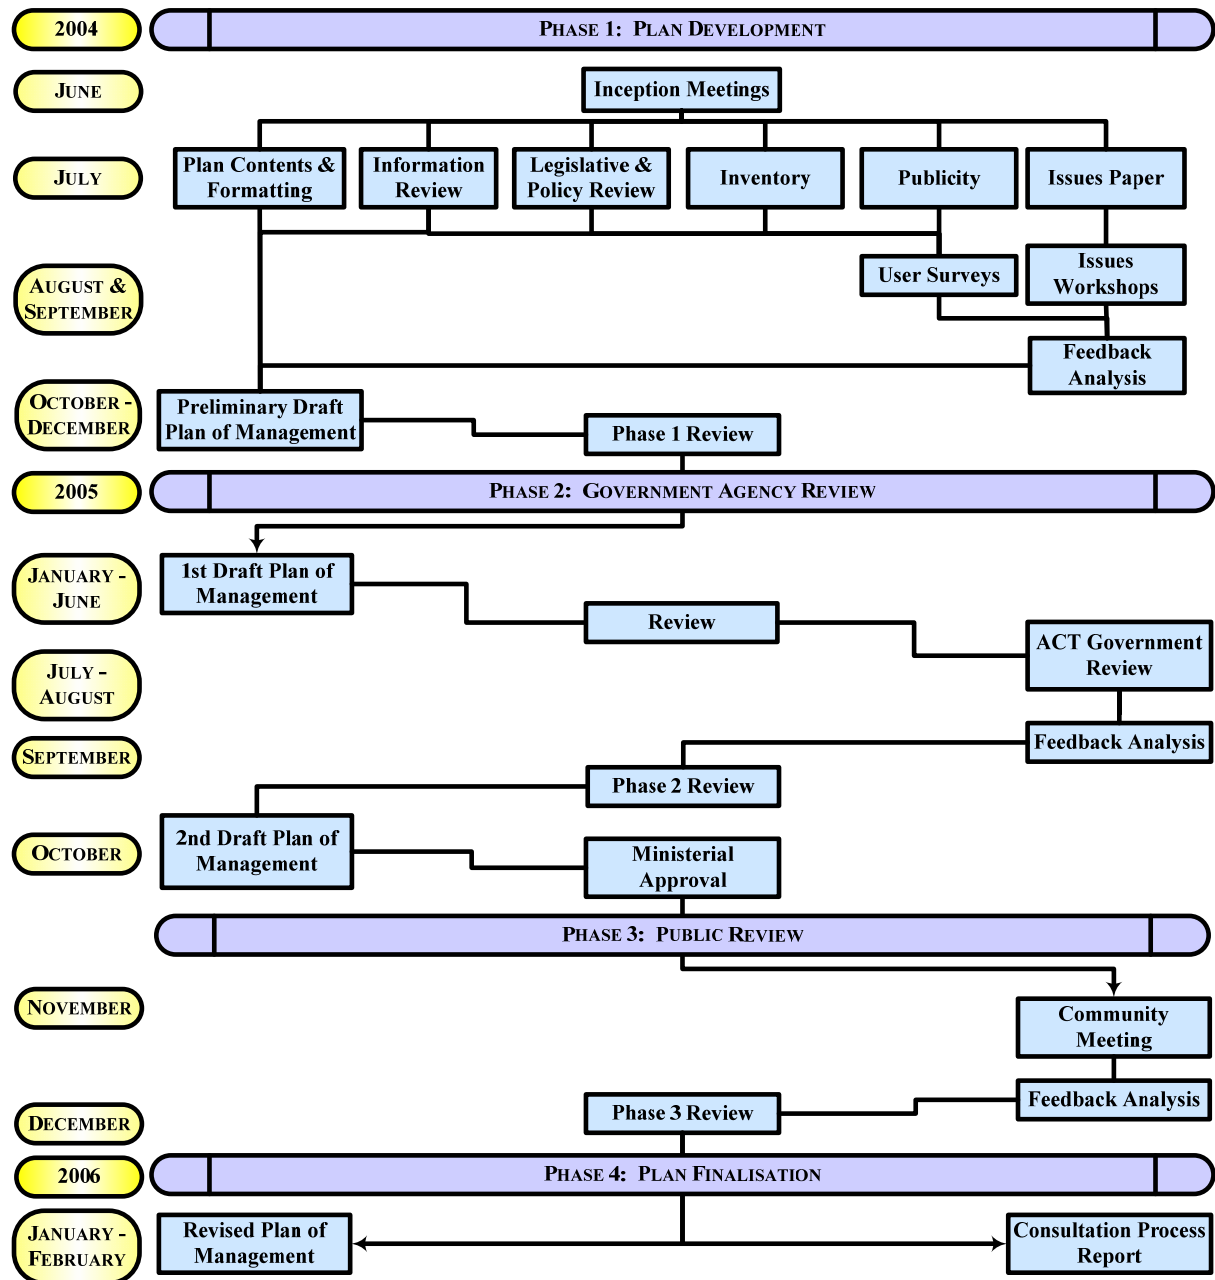 2004
PHASE 1: PLAN DEVELOPMENT
JUNE
Inception Meetings
JULY
Plan Contents &
Formatting
Information
Review
Legislative &
Policy Review
Inventory
Publicity
Issues Paper
AUGUST &
SEPTEMBER
User Surveys
Issues
Workshops
Feedback
Analysis
OCTOBER -
DECEMBER
Preliminary Draft
Plan of Management
Phase 1 Review
2005
PHASE 2: GOVERNMENT AGENCY REVIEW
JANUARY -
JUNE
1st Draft Plan of
Management
Review
ACT Government
Review
JULY -
AUGUST
SEPTEMBER
Feedback Analysis
Phase 2 Review
OCTOBER
2nd Draft Plan of
Management
Ministerial
Approval
PHASE 3: PUBLIC REVIEW
NOVEMBER
Community
Meeting
Feedback Analysis
DECEMBER
Phase 3 Review
2006
PHASE 4: PLAN FINALISATION
JANUARY -
FEBRUARY
Revised Plan of
Management
Consultation Process
Report